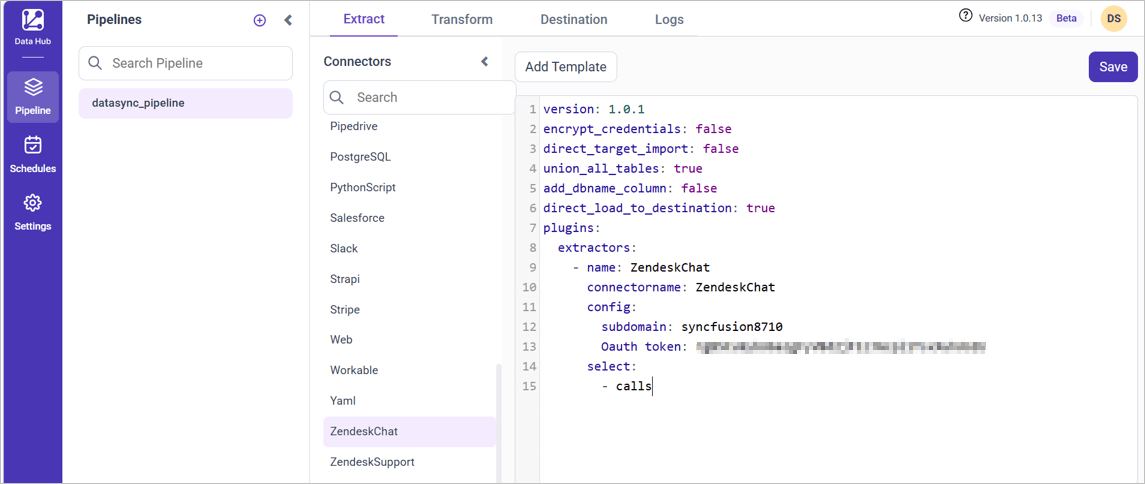 Data Hub
Pipeline
Schedules
Settings
Pipelines
Search Pipeline
datasync_pipeline
Extract Transform Destination Logs
Version 1.0.13 Beta DS
Connectors
Search
Pipedrive
PostgreSQL
PythonScript
Salesforce
Slack
Strapi
Stripe
Web
Workable
Yaml
ZendeskChat
ZendeskSupport
Add Template
Save
1 version: 1.0.1
2 encrypt_credentials: false
3 direct_target_import: false
4 union_all_tables: true
5 add_dbname_column: false
6 direct_load_to_destination: true
7 plugins:
8 extractors:
9 - name: ZendeskChat
10 connectorname: ZendeskChat
11 config:
12 subdomain: syncfusion8710
13 Oauth token:
14 select:
15 - calls